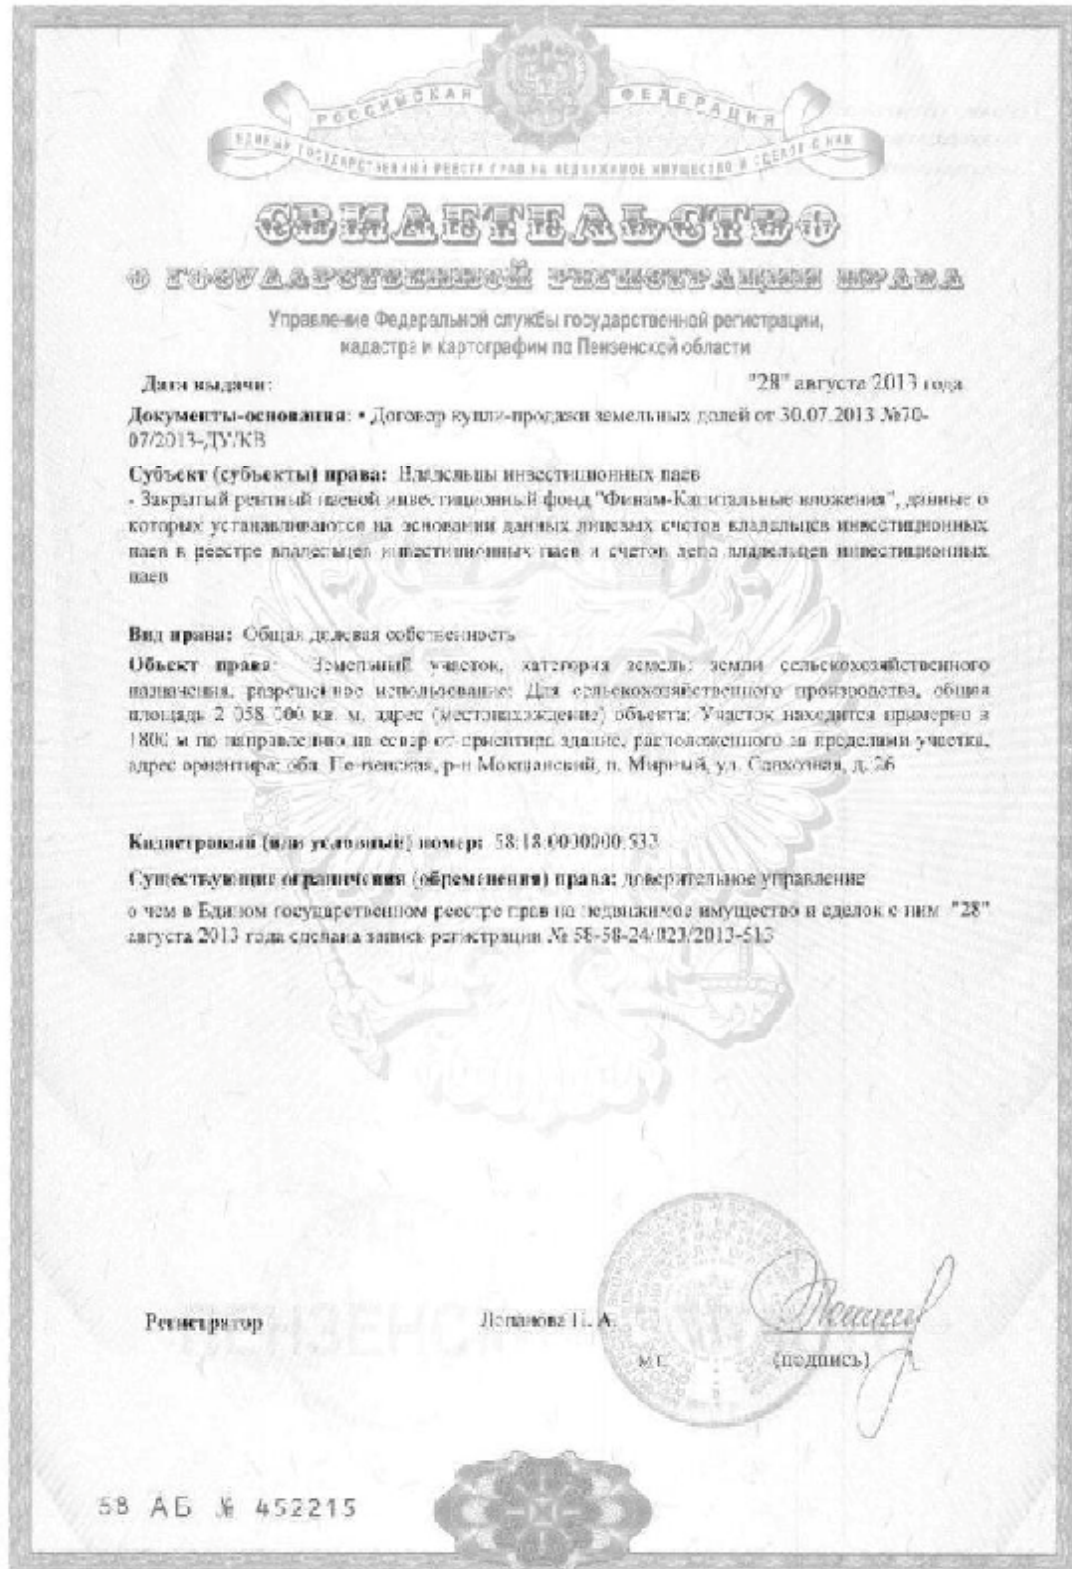 РОССИЙСКАЯ ФЕДЕРАЦИЯ
ЕДИНЫЙ ГОСУДАРСТВЕННЫЙ РЕЕСТР ПРАВ НА НЕДВИЖИМОЕ ИМУЩЕСТВО И СДЕЛОК С НИМ
СВИДЕТЕЛЬСТВО
О ГОСУДАРСТВЕННОЙ РЕГИСТРАЦИИ ПРАВА
Управление Федеральной службы государственной регистрации,
кадастра и картографии по Пензенской области
Дата выдачи: "28" августа 2013 года
Документы-основания: • Договор купли-продажи земельных долей от 30.07.2013 №70-
07/2013-ДУ/КВ
Субъект (субъекты) права: Владельцы инвестиционных паев
- Закрытый рентный паевой инвестиционный фонд "Финам-Капитальные вложения", данные о
которых устанавливаются на основании данных лицевых счетов владельцев инвестиционных
паев в реестре владельцев инвестиционных паев и счетов депо владельцев инвестиционных
паев
Вид права: Общая долевая собственность
Объект права: Земельный участок, категория земель: земли сельскохозяйственного
назначения, разрешенное использование: Для сельскохозяйственного производства, общая
площадь 2 058 000 кв. м, адрес (местонахождение) объекта: Участок находится примерно в
1800 м по направлению на север от ориентира здание, расположенного за пределами участка,
адрес ориентира: обл. Пензенская, р-н Мокшанский, п. Мирный, ул. Совхозная, д. 26
Кадастровый (или условный) номер: 58:18:0000000:533
Существующие ограничения (обременения) права: доверительное управление
о чем в Едином государственном реестре прав на недвижимое имущество и сделок с ним "28"
августа 2013 года сделана запись регистрации № 58-58-24/023/2013-513
Регистратор Лопанова А.
М.П. (подпись)
58 АБ № 452215